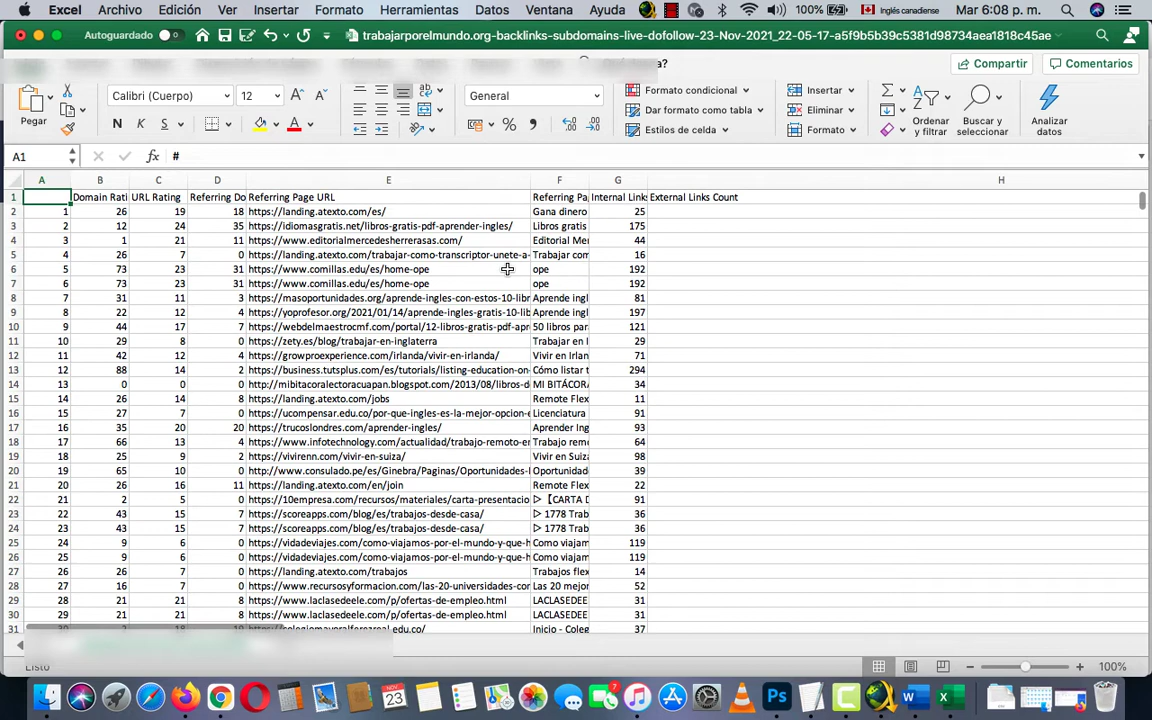 Excel Archivo Edición Ver Insertar Formato Herramientas Datos Ventana Ayuda 100% Inglés canadiense Mar 6:08 p. m.
Autoguardado 0 trabajarporelmundo.org-backlinks-subdomains-live-dofollow-23-Nov-2021_22-05-17-a5f9b5b39c5381d98734aea1818c45ae
Compartir Comentarios
Calibri (Cuerpo) 12 General Formato condicional Insertar
Pegar Dar formato como tabla Eliminar Ordenar y filtrar Buscar y seleccionar Analizar datos
N K S Estilos de celda Formato
A1 fx #
A B C D E F G H
1 Domain Rati URL Rating Referring Do Referring Page URL Referring Pa Internal Link External Links Count
2 1 26 19 18 https://landing.atexto.com/es/ Gana dinero 25
3 2 12 24 35 https://idiomasgratis.net/libros-gratis-pdf-aprender-ingles/ Libros gratis 175
4 3 1 21 11 https://www.editorialmercedesherrerasas.com/ Editorial Mer 44
5 4 26 7 0 https://landing.atexto.com/trabajar-como-transcriptor-unete-a- Trabajar com 16
6 5 73 23 31 https://www.comillas.edu/es/home-ope ope 192
7 6 73 23 31 https://www.comillas.edu/es/home-ope ope 192
8 7 31 11 3 https://masoportunidades.org/aprende-ingles-con-estos-10-libr Aprende ingl 81
9 8 22 12 4 https://yoprofesor.org/2021/01/14/aprende-ingles-gratis-10-lib Aprende ingl 197
10 9 44 17 7 https://webdelmaestrocmf.com/portal/12-libros-gratis-pdf-apr 50 libros par 121
11 10 29 8 0 https://zety.es/blog/trabajar-en-inglaterra Trabajar en I 29
12 11 42 12 4 https://growproexperience.com/irlanda/vivir-en-irlanda/ Vivir en Irlan 71
13 12 88 14 2 https://business.tutsplus.com/es/tutorials/listing-education-on- Cómo listar t 294
14 13 0 0 0 http://mibitacoralectoracuapan.blogspot.com/2013/08/libros-d MI BITÁCORA 34
15 14 26 14 8 https://landing.atexto.com/jobs Remote Flex 11
16 15 27 7 0 https://ucompensar.edu.co/por-que-ingles-es-la-mejor-opcion-e Licenciatura 91
17 16 35 20 20 https://trucoslondres.com/aprender-ingles/ Aprender Ing 93
18 17 66 13 4 https://www.infotechnology.com/actualidad/trabajo-remoto-en Trabajo rem 64
19 18 25 9 2 https://vivirenn.com/vivir-en-suiza/ Vivir en Suiza 98
20 19 65 10 0 http://www.consulado.pe/es/Ginebra/Paginas/Oportunidades-l Oportunidad 39
21 20 26 16 11 https://landing.atexto.com/en/join Remote Flex 22
22 21 2 5 0 https://10empresa.com/recursos/materiales/carta-presentacio ▷【CARTA D 91
23 22 43 15 7 https://scoreapps.com/blog/es/trabajos-desde-casa/ ▷ 1778 Trab 36
24 23 43 15 7 https://scoreapps.com/blog/es/trabajos-desde-casa/ ▷ 1778 Trab 36
25 24 9 6 0 https://vidadeviajes.com/como-viajamos-por-el-mundo-y-que-h Como viajam 119
26 25 9 6 0 https://vidadeviajes.com/como-viajamos-por-el-mundo-y-que-h Como viajam 119
27 26 26 7 0 https://landing.atexto.com/trabajos Trabajos flex 14
28 27 16 7 0 https://www.recursosyformacion.com/las-20-universidades-cor Las 20 mejor 52
29 28 21 21 8 https://www.laclasedeele.com/p/ofertas-de-empleo.html LACLASEDEE 31
30 29 21 21 8 https://www.laclasedeele.com/p/ofertas-de-empleo.html LACLASEDEE 31
31 Inicio - Coleg 37
Listo 100%
NOV 23 7